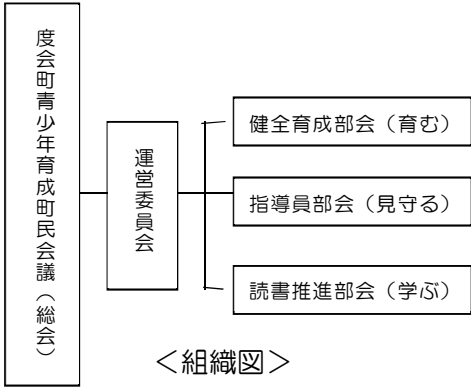 度会町青少年育成町民会議（総会）
運営委員会
健全育成部会（育む）
指導員部会（見守る）
読書推進部会（学ぶ）
＜組織図＞